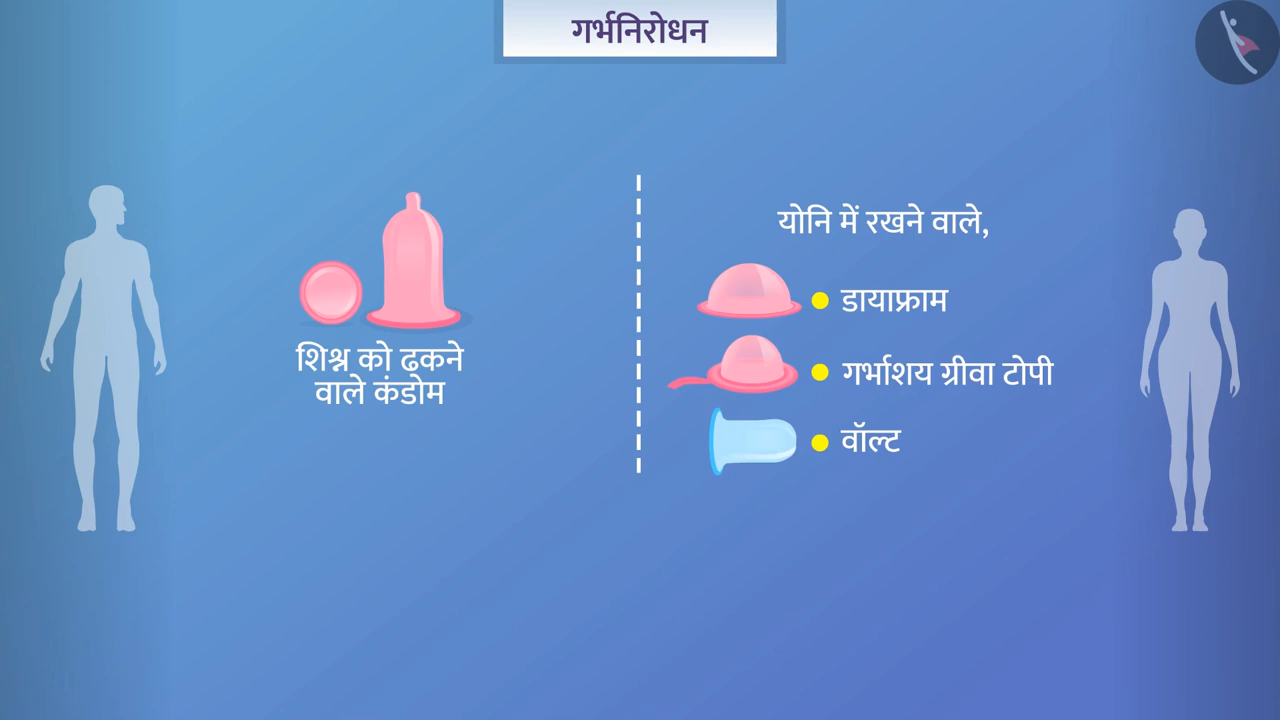 गर्भनिरोधन
शिश्न को ढकने
वाले कंडोम
योनि में रखने वाले,
डायाफ्राम
गर्भाशय ग्रीवा टोपी
वॉल्ट